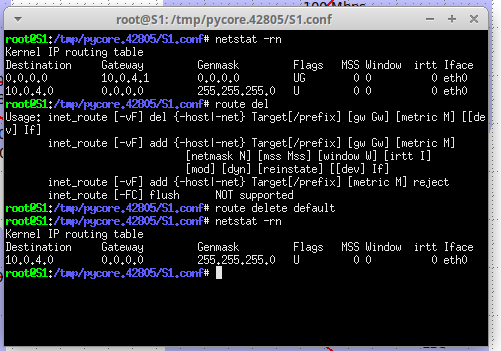 100 Mbps
root@S1: /tmp/pycore.42805/S1.conf
root@S1:/tmp/pycore.42805/S1.conf# netstat -rn
Kernel IP routing table
Destination Gateway Genmask Flags MSS Window irtt Iface
0.0.0.0 10.0.4.1 0.0.0.0 UG 0 0 0 eth0
10.0.4.0 0.0.0.0 255.255.255.0 U 0 0 0 eth0
root@S1:/tmp/pycore.42805/S1.conf# route del
Usage: inet_route [-vF] del {-host|-net} Target[/prefix] [gw Gw] [metric M] [[de
v] If]
inet_route [-vF] add {-host|-net} Target[/prefix] [gw Gw] [metric M]
[netmask N] [mss Mss] [window W] [irtt I]
[mod] [dyn] [reinstate] [[dev] If]
inet_route [-vF] add {-host|-net} Target[/prefix] [metric M] reject
inet_route [-FC] flush NOT supported
root@S1:/tmp/pycore.42805/S1.conf# route delete default
root@S1:/tmp/pycore.42805/S1.conf# netstat -rn
Kernel IP routing table
Destination Gateway Genmask Flags MSS Window irtt Iface
10.0.4.0 0.0.0.0 255.255.255.0 U 0 0 0 eth0
root@S1:/tmp/pycore.42805/S1.conf#